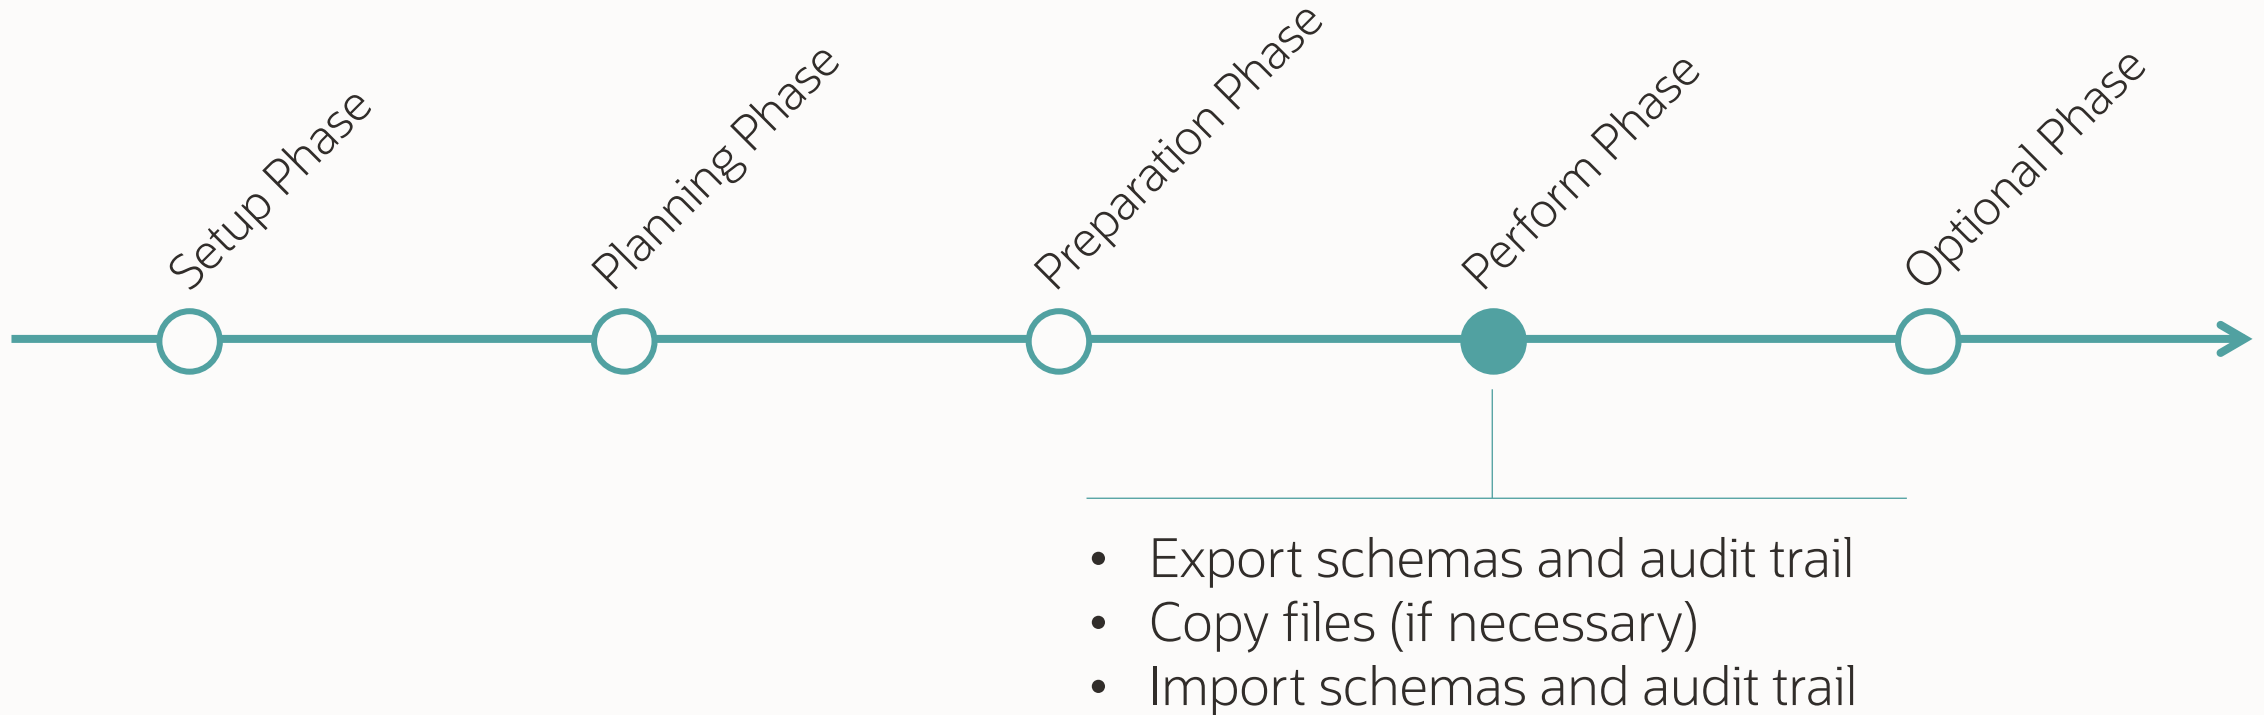 Setup Phase
Planning Phase
Preparation Phase
Perform Phase
Optional Phase
• Export schemas and audit trail
• Copy files (if necessary)
• Import schemas and audit trail